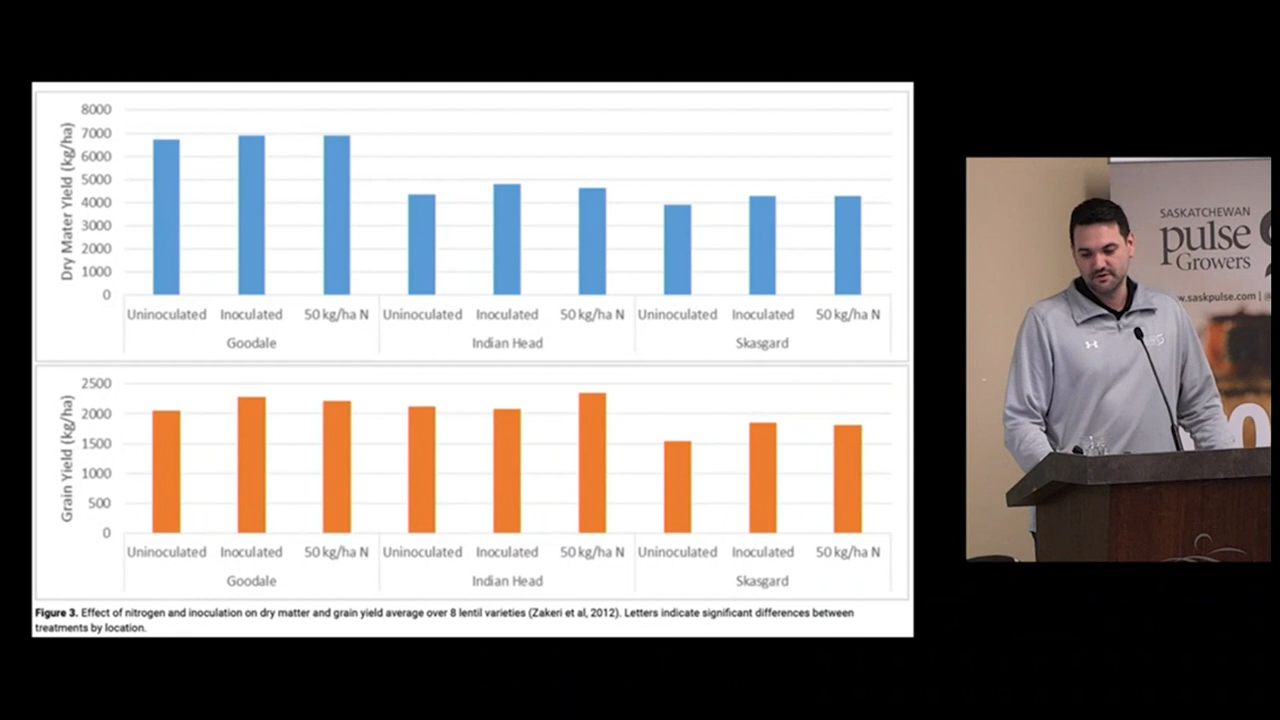 8000
7000
6000
5000
4000
3000
2000
1000
0
Dry Mater Yield (kg/ha)
Uninoculated Inoculated 50 kg/ha N Uninoculated Inoculated 50 kg/ha N Uninoculated Inoculated 50 kg/ha N
Goodale Indian Head Skasgard
2500
2000
1500
1000
500
0
Grain Yield (kg/ha)
Uninoculated Inoculated 50 kg/ha N Uninoculated Inoculated 50 kg/ha N Uninoculated Inoculated 50 kg/ha N
Goodale Indian Head Skasgard
Figure 3. Effect of nitrogen and inoculation on dry matter and grain yield average over 8 lentil varieties (Zakeri et al, 2012). Letters indicate significant differences between
treatments by location.
SASKATCHEWAN
pulse
Growers
w.saskpulse.com | @